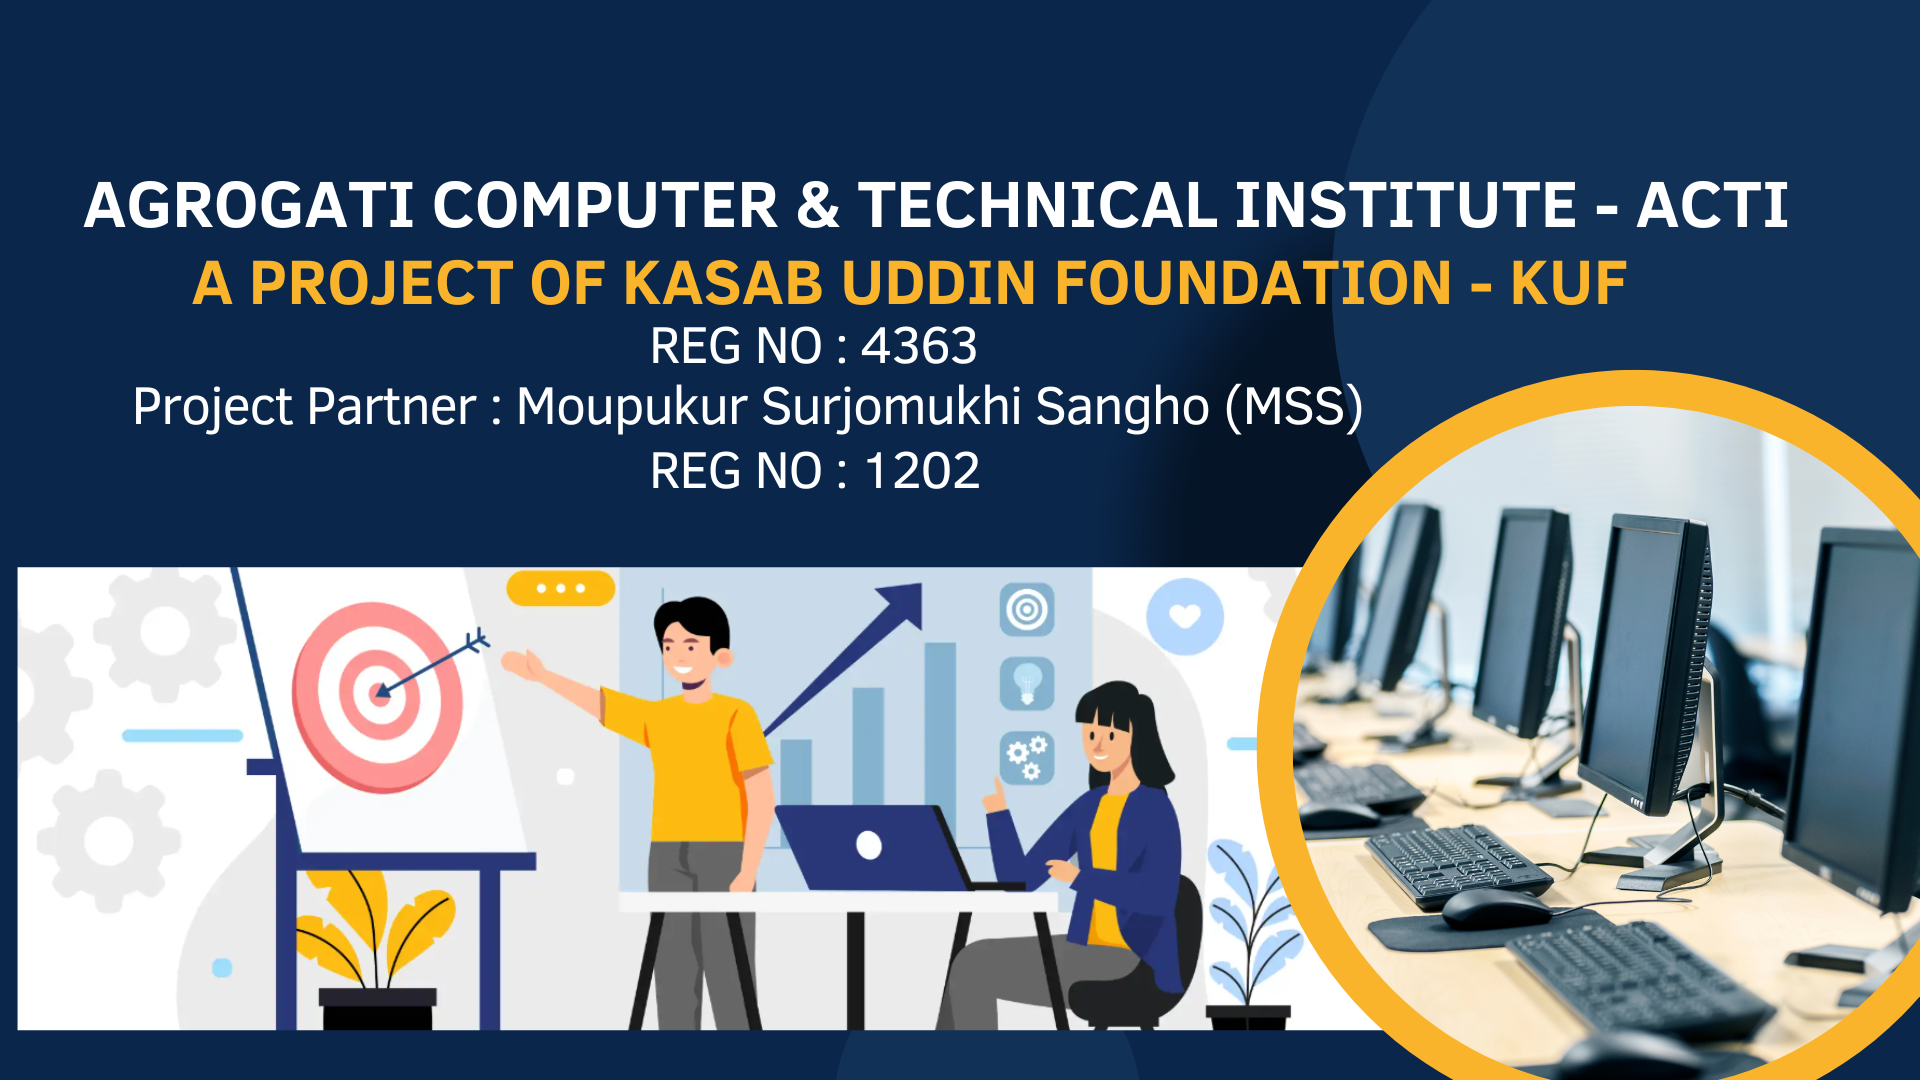 AGROGATI COMPUTER & TECHNICAL INSTITUTE - ACTI
A PROJECT OF KASAB UDDIN FOUNDATION - KUF
REG NO : 4363
Project Partner : Moupukur Surjomukhi Sangho (MSS)
REG NO : 1202